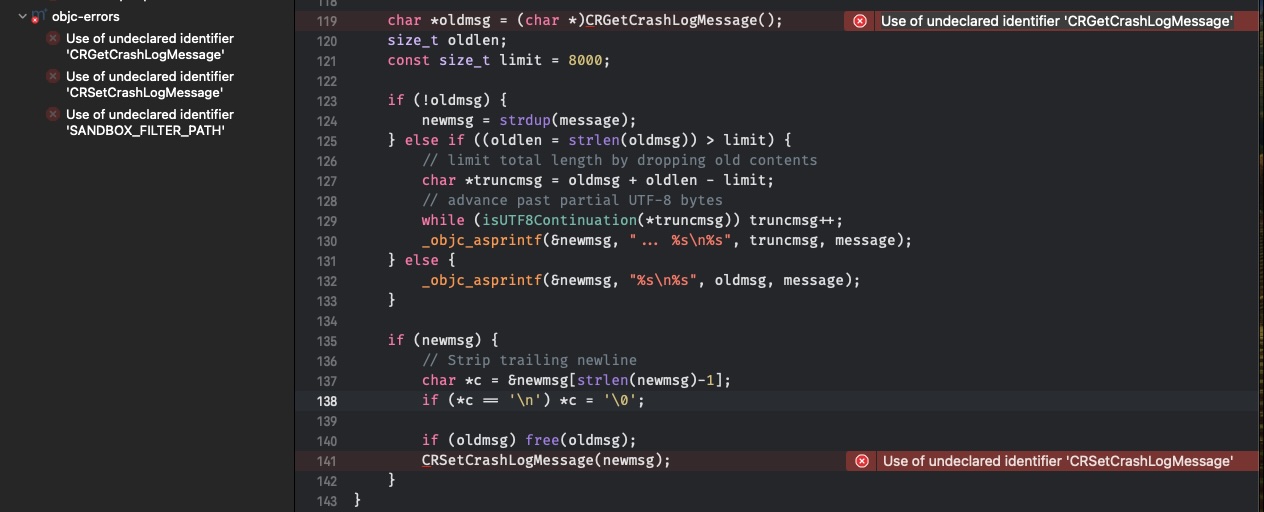 objc-errors
Use of undeclared identifier
'CRGetCrashLogMessage'
Use of undeclared identifier
'CRSetCrashLogMessage'
Use of undeclared identifier
'SANDBOX_FILTER_PATH'
118
119 char *oldmsg = (char *)CRGetCrashLogMessage(); Use of undeclared identifier 'CRGetCrashLogMessage'
120 size_t oldlen;
121 const size_t limit = 8000;
122
123 if (!oldmsg) {
124 newmsg = strdup(message);
125 } else if ((oldlen = strlen(oldmsg)) > limit) {
126 // limit total length by dropping old contents
127 char *truncmsg = oldmsg + oldlen - limit;
128 // advance past partial UTF-8 bytes
129 while (isUTF8Continuation(*truncmsg)) truncmsg++;
130 _objc_asprintf(&newmsg, "... %s\n%s", truncmsg, message);
131 } else {
132 _objc_asprintf(&newmsg, "%s\n%s", oldmsg, message);
133 }
134
135 if (newmsg) {
136 // Strip trailing newline
137 char *c = &newmsg[strlen(newmsg)-1];
138 if (*c == '\n') *c = '\0';
139
140 if (oldmsg) free(oldmsg);
141 CRSetCrashLogMessage(newmsg); Use of undeclared identifier 'CRSetCrashLogMessage'
142 }
143 }